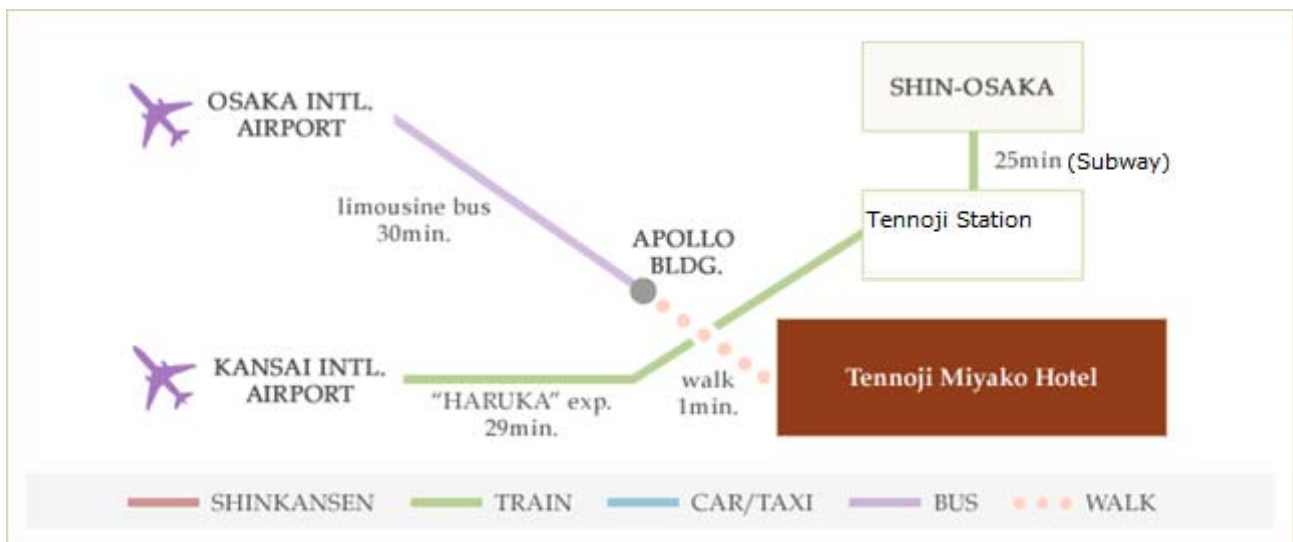 OSAKA INTL.
AIRPORT
SHIN-OSAKA
25min (Subway)
limousine bus
30min.
Tennoji Station
APOLLO
BLDG.
KANSAI INTL.
AIRPORT
"HARUKA" exp.
29min.
walk
1min.
Tennoji Miyako Hotel
SHINKANSEN TRAIN CAR/TAXI BUS WALK